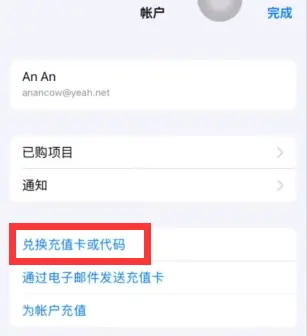 帐户
完成
An An
anancow@yeah.net
已购项目
通知
兑换充值卡或代码
通过电子邮件发送充值卡
为帐户充值